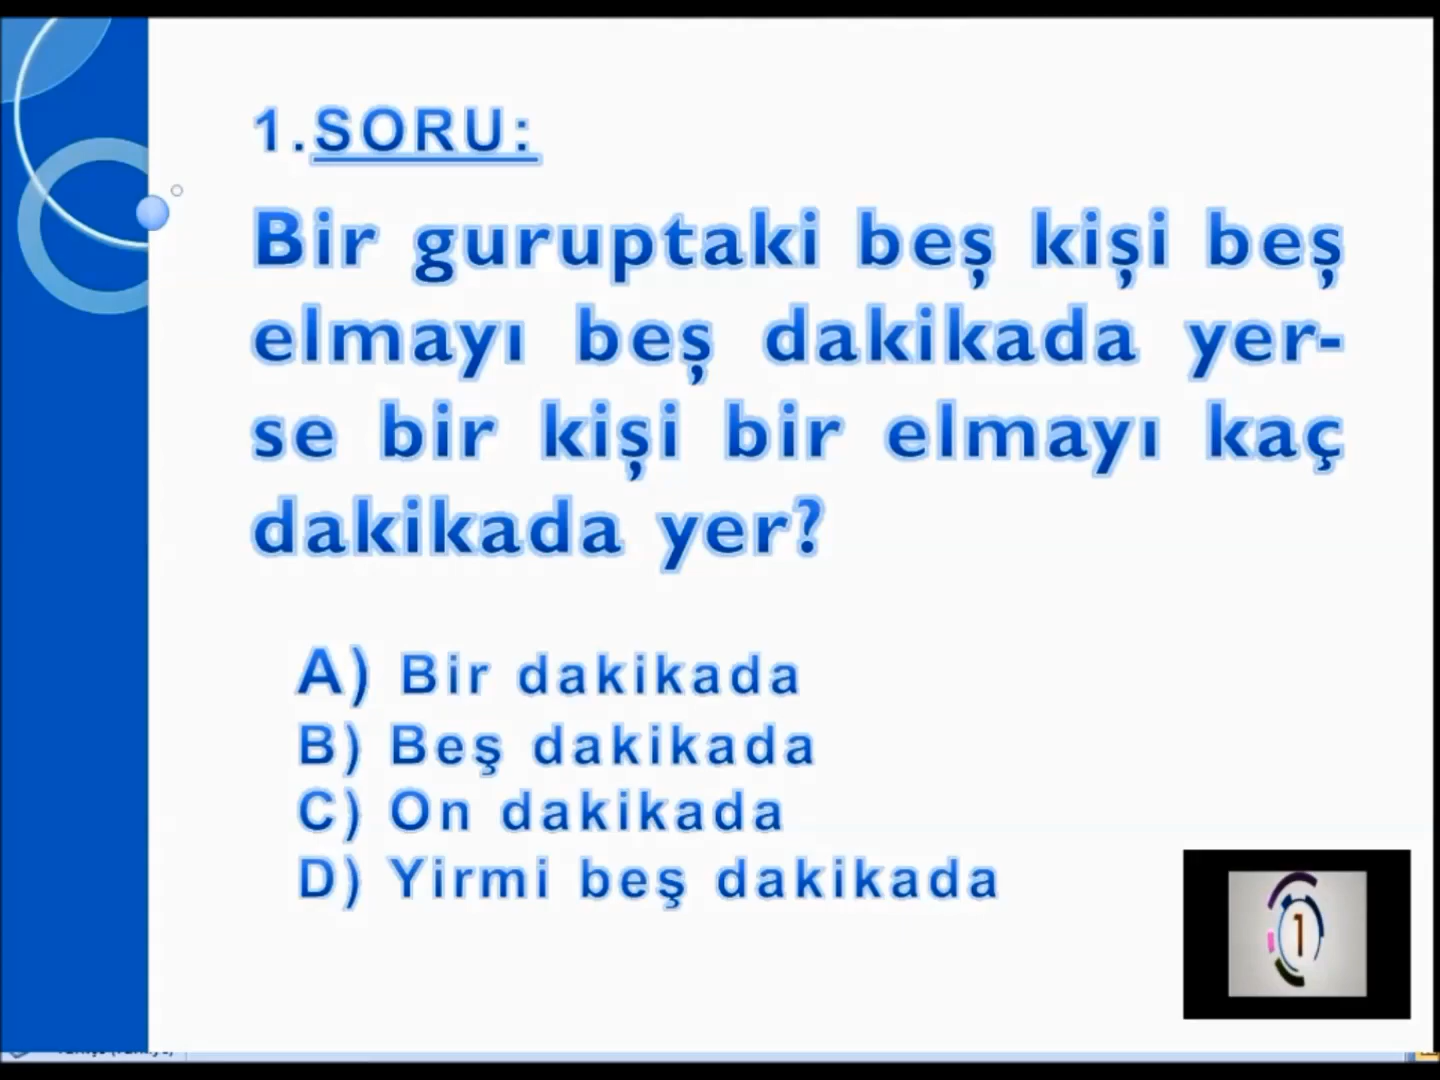 1.SORU:
Bir guruptaki beş kişi beş
elmayı beş dakikada yer-
se bir kişi bir elmayı kaç
dakikada yer?
A) Bir dakikada
B) Beş dakikada
C) On dakikada
D) Yirmi beş dakikada
1